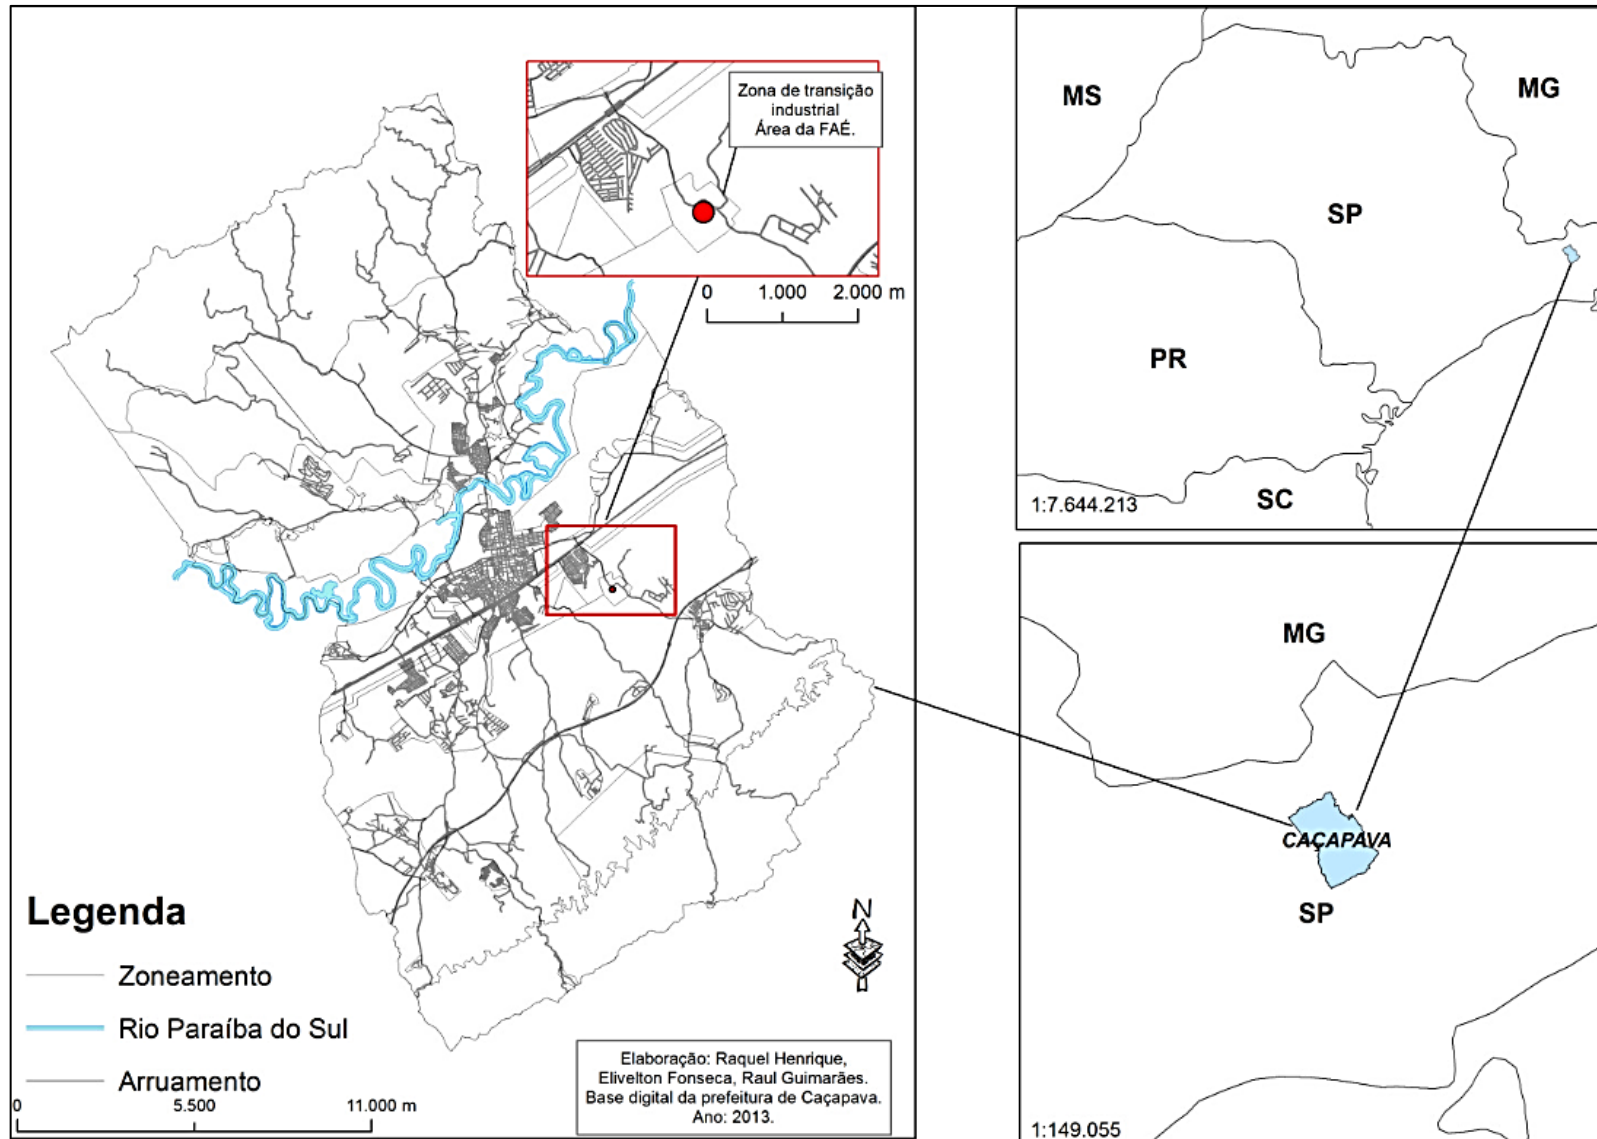 Zona de transição
industrial
Área da FAÉ.
0 1.000 2.000 m
N
Legenda
Zoneamento
Rio Paraíba do Sul
Arruamento
0 5.500 11.000 m
Elaboração: Raquel Henrique,
Elivelton Fonseca, Raul Guimarães.
Base digital da prefeitura de Caçapava.
Ano: 2013.
MS
MG
SP
PR
SC
1:7.644.213
MG
CAÇAPAVA
SP
1:149.055